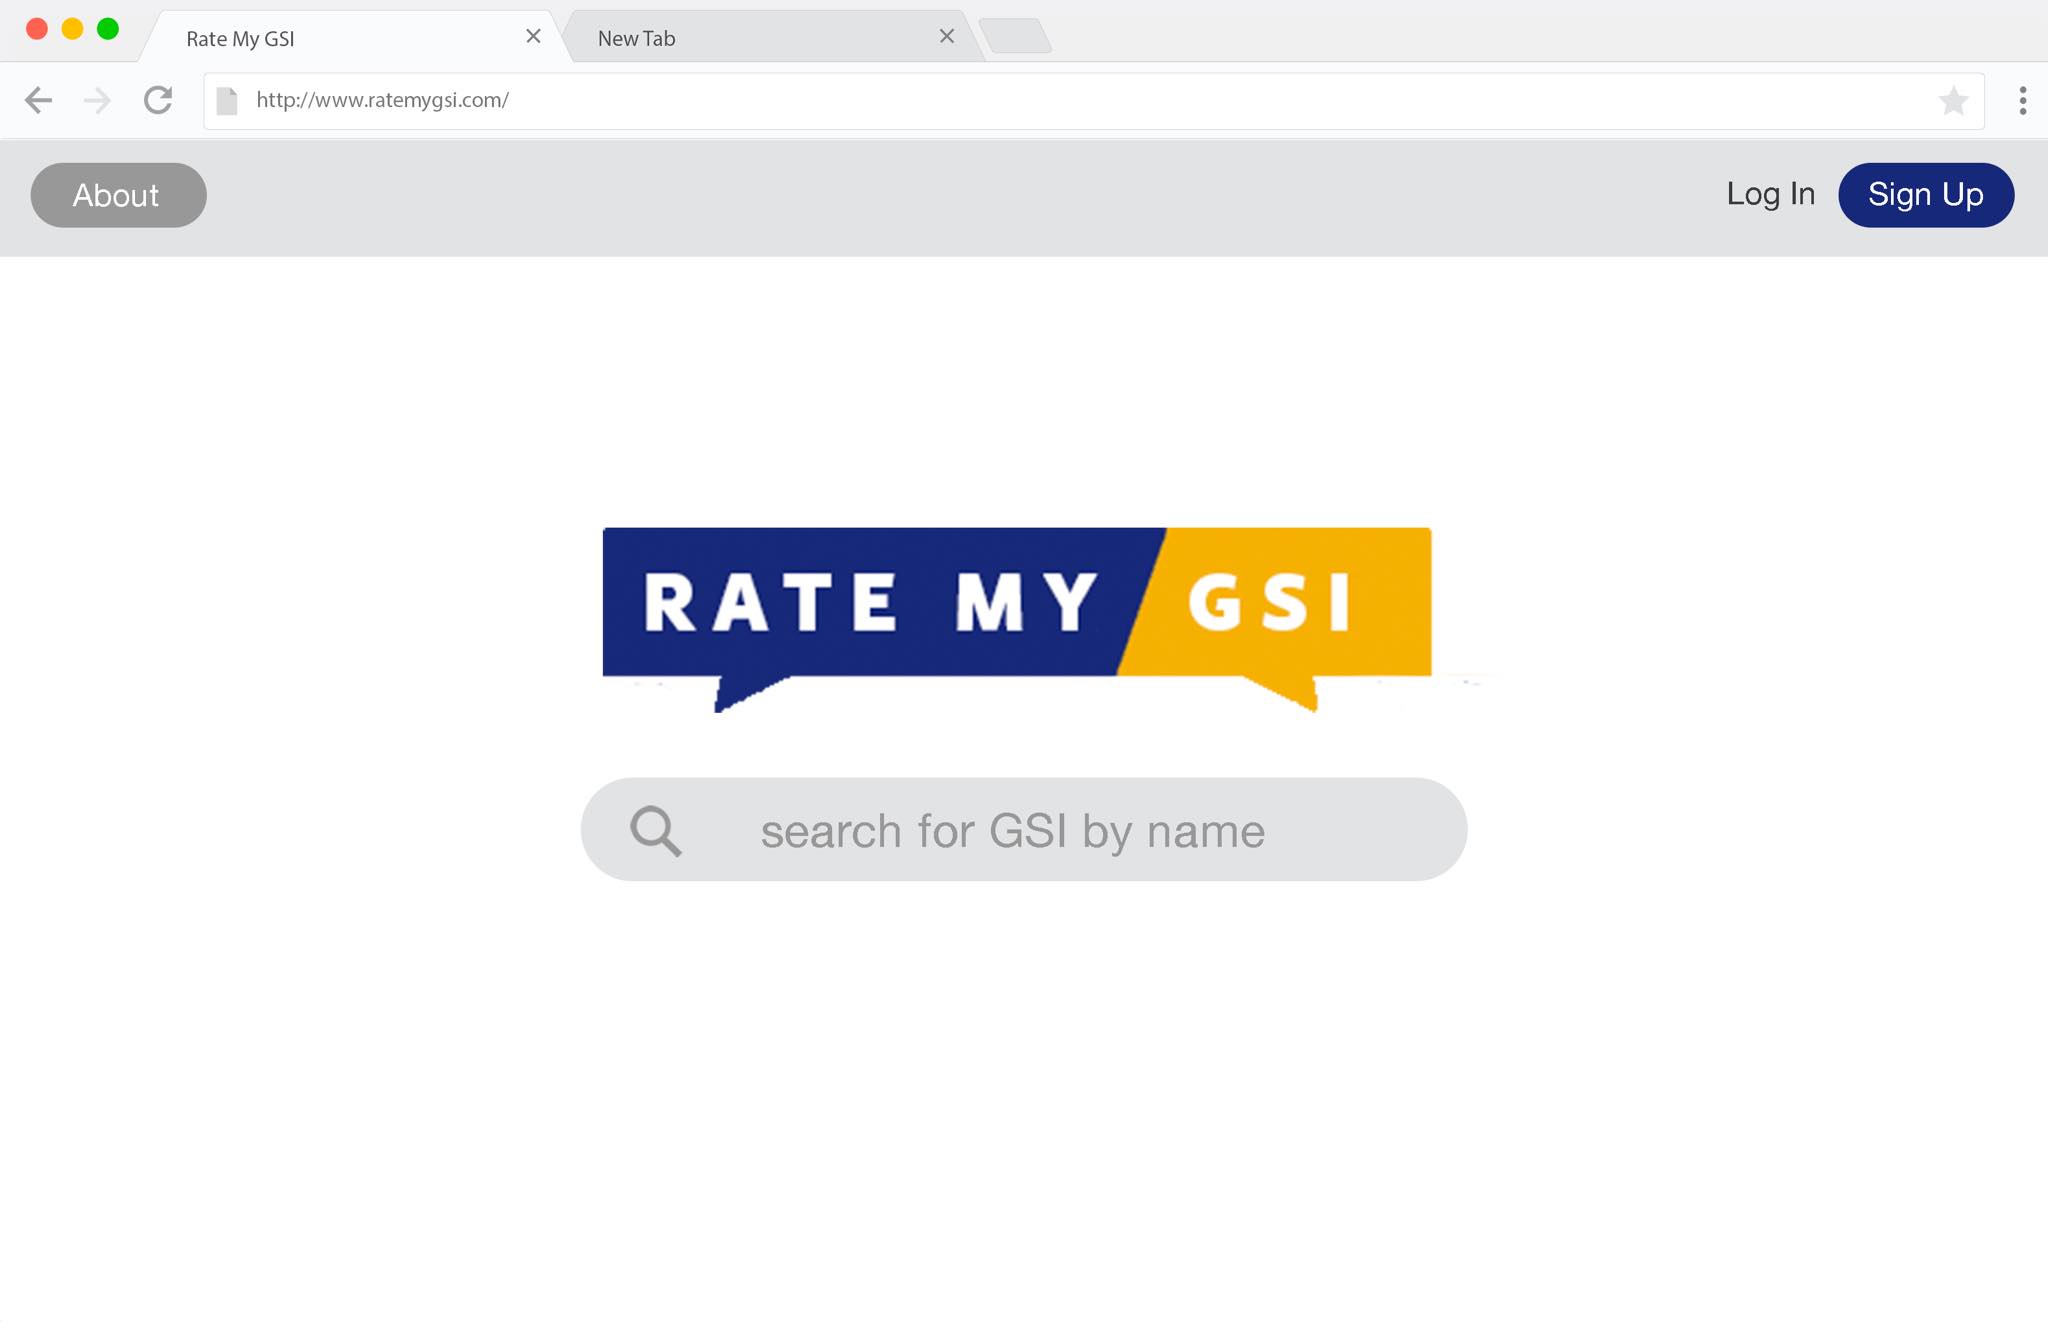 Rate My GSI
New Tab
http://www.ratemygsi.com/
About
Log In
Sign Up
RATE MY GSI
search for GSI by name